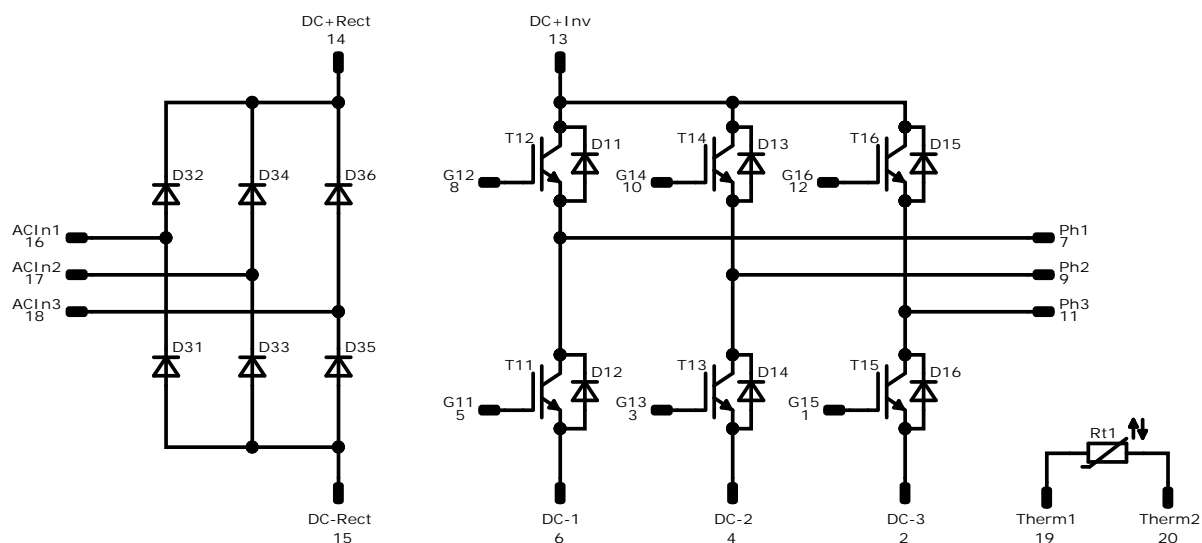 DC+Rect
14
DC+Inv
13
T12
D11
T14
D13
T16
D15
D32
D34
D36
G12
8
G14
10
G16
12
ACIn1
16
Ph1
7
ACIn2
17
Ph2
9
ACIn3
18
Ph3
11
D31
D33
D35
T11
D12
T13
D14
T15
D16
G11
5
G13
3
G15
1
Rt1
DC-Rect
15
DC-1
6
DC-2
4
DC-3
2
Therm1
19
Therm2
20